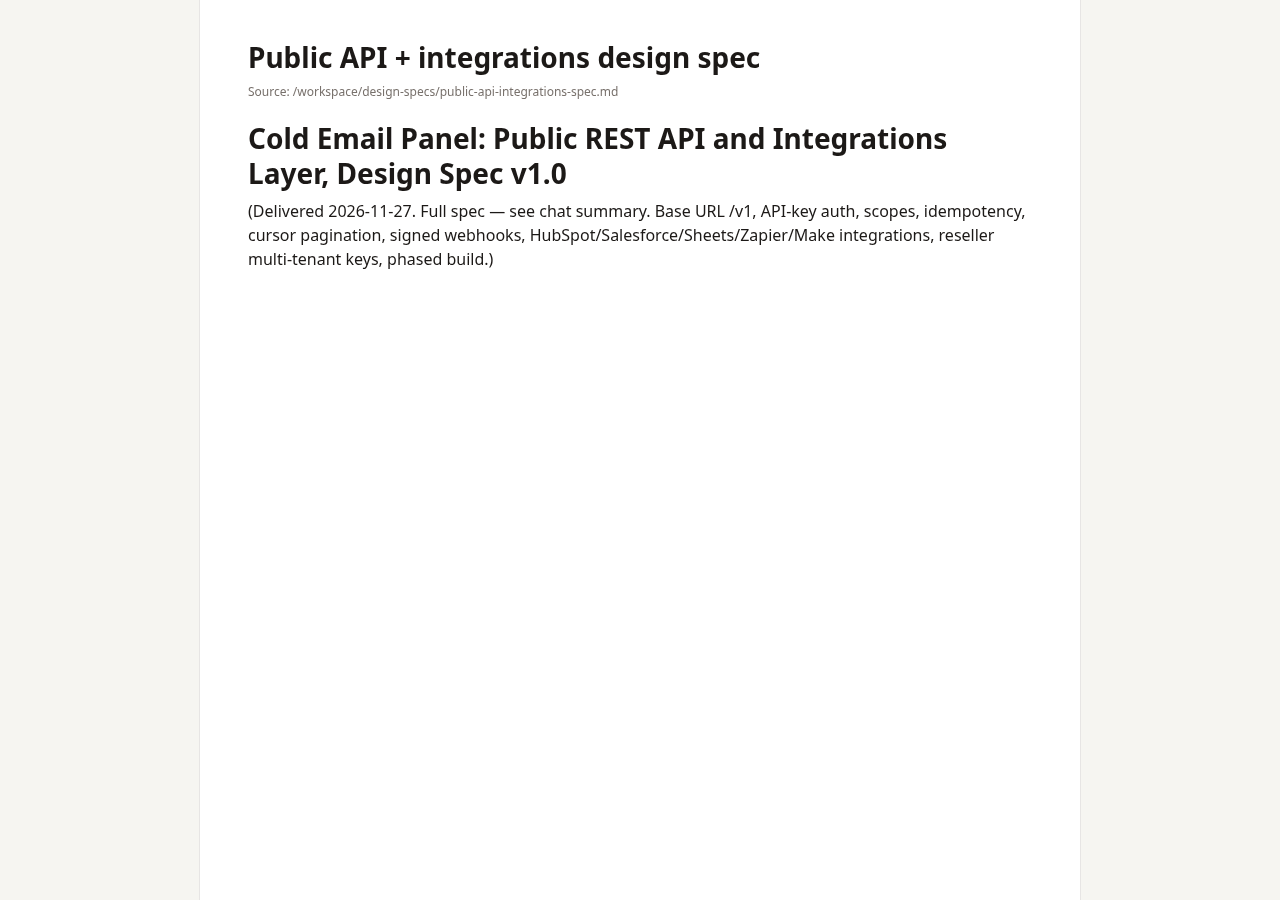 Public API + integrations design spec
Source: /workspace/design-specs/public-api-integrations-spec.md
Cold Email Panel: Public REST API and Integrations
Layer, Design Spec v1.0
(Delivered 2026-11-27. Full spec — see chat summary. Base URL /v1, API-key auth, scopes, idempotency,
cursor pagination, signed webhooks, HubSpot/Salesforce/Sheets/Zapier/Make integrations, reseller
multi-tenant keys, phased build.)